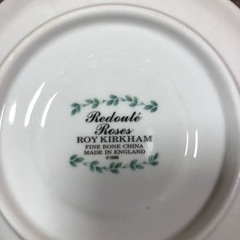 Redouté
Roses
ROY KIRKHAM
FINE BONE CHINA
MADE IN ENGLAND